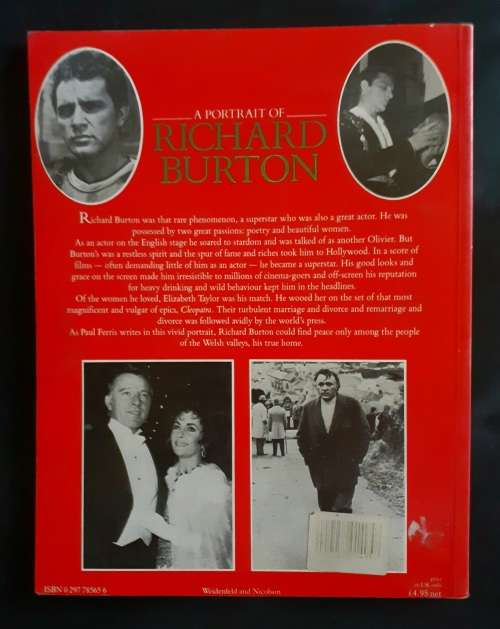 A PORTRAIT OF
RICHARD
BURTON
Richard Burton was that rare phenomenon, a superstar who was also a great actor. He was
possessed by two great passions: poetry and beautiful women.
As an actor on the English stage he soared to stardom and was talked of as another Olivier. But
Burton's was a restless spirit and the spur of fame and riches took him to Hollywood. In a score of
films — often demanding little of him as an actor — he became a superstar. His good looks and
grace on the screen made him irresistible to millions of cinema-goers and off-screen his reputation
for heavy drinking and wild behaviour kept him in the headlines.
Of the women he loved, Elizabeth Taylor was his match. He wooed her on the set of that most
magnificent and vulgar of epics, Cleopatra. Their turbulent marriage and divorce and remarriage and
divorce was followed avidly by the world's press.
As Paul Ferris writes in this vivid portrait, Richard Burton could find peace only among the people
of the Welsh valleys, his true home.
ISBN 0 297 78565 6
Weidenfeld and Nicolson
price
in UK only
£4.95 net